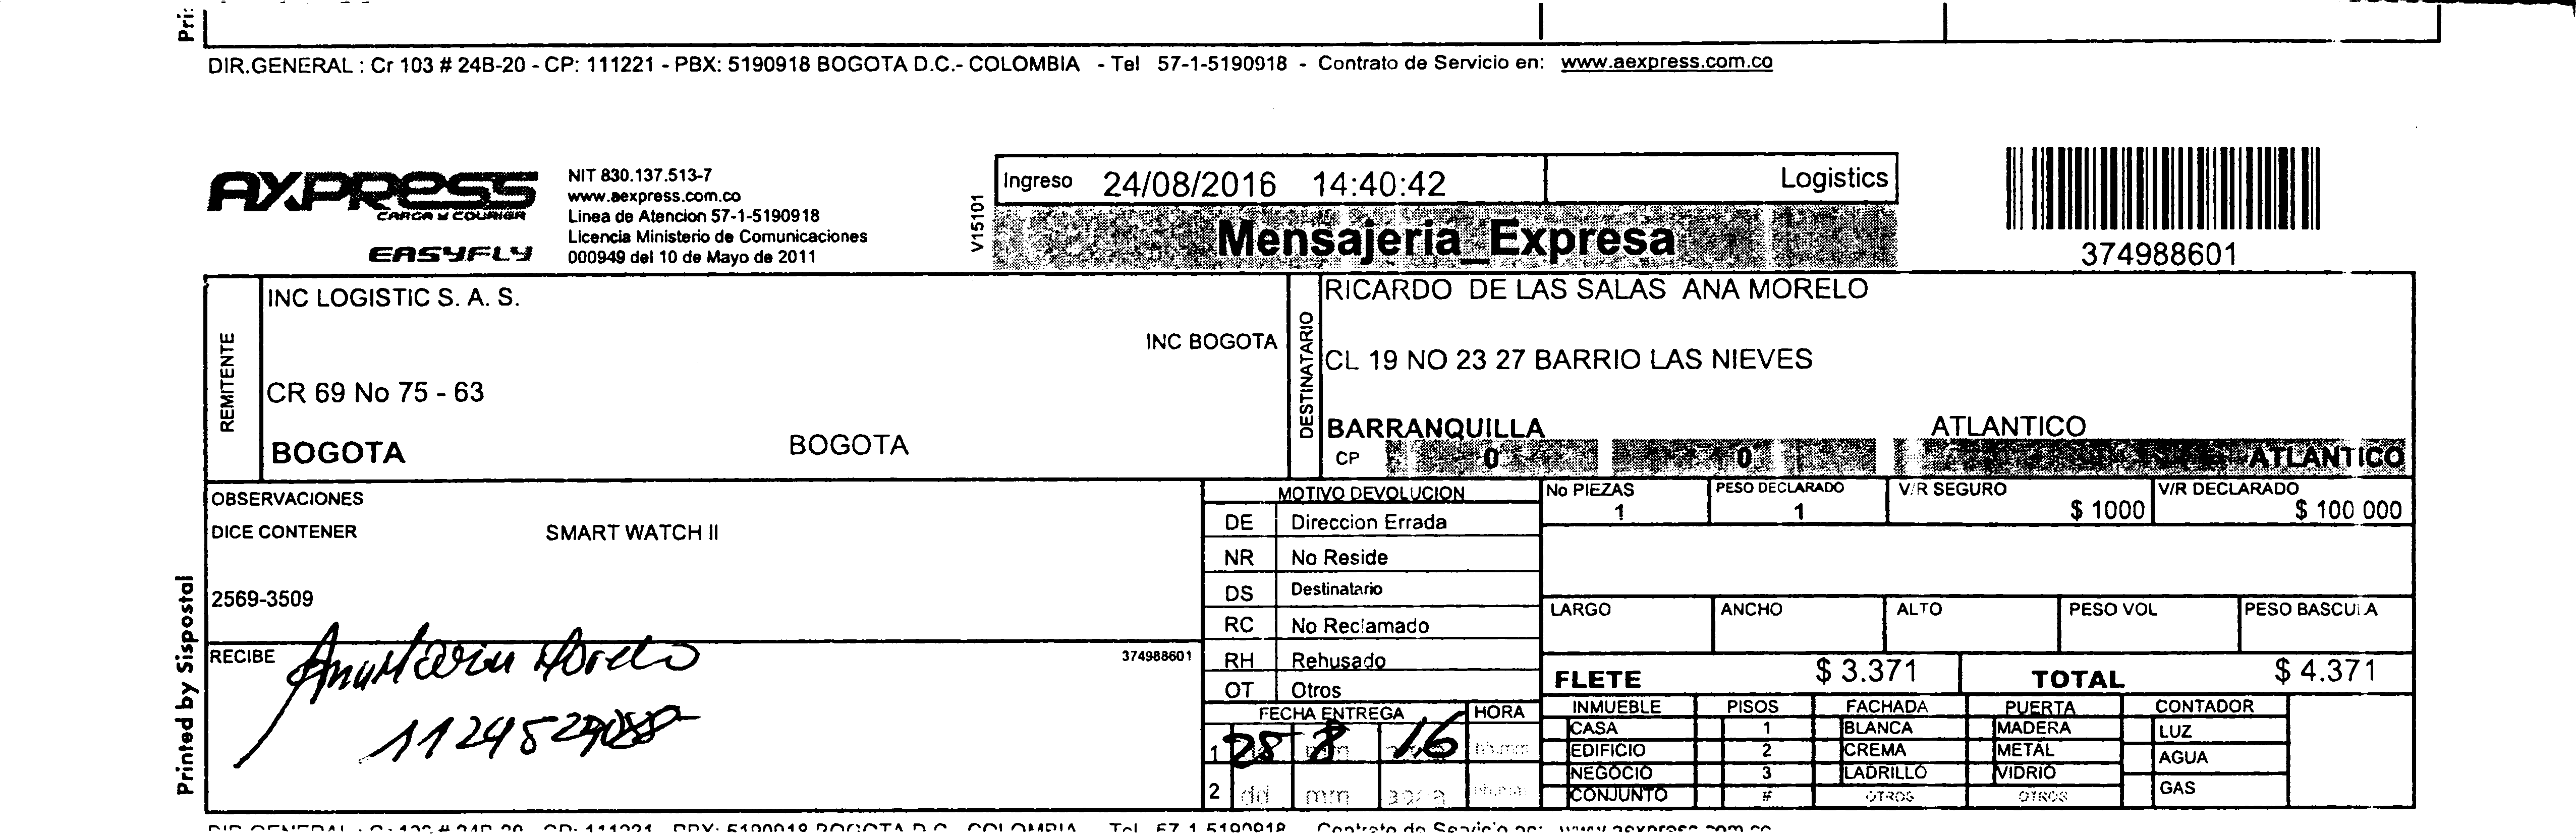 Pri:
DIR.GENERAL : Cr 103 # 24B-20 - CP: 111221 - PBX: 5190918 BOGOTA D.C.- COLOMBIA - Tel 57-1-5190918 - Contrato de Servicio en: www.aexpress.com.co
AXPRESS
CARGA Y COURIER
EASYFLY
NIT 830.137.513-7
www.aexpress.com.co
Linea de Atencion 57-1-5190918
Licencia Ministerio de Comunicaciones
000949 del 10 de Mayo de 2011
V15101
Ingreso 24/08/2016 14:40:42 Logistics
Mensajeria_Expresa
374988601
REMITENTE
INC LOGISTIC S. A. S.
INC BOGOTA
CR 69 No 75 - 63
BOGOTA BOGOTA
DESTINATARIO
RICARDO DE LAS SALAS ANA MORELO
CL 19 NO 23 27 BARRIO LAS NIEVES
BARRANQUILLA ATLANTICO
CP 0 0 ATLANTICO
OBSERVACIONES
DICE CONTENER SMART WATCH II
2569-3509
RECIBE Ana Maria Morelo
374988601
Printed by Sispostal
MOTIVO DEVOLUCION
DE Direccion Errada
NR No Reside
DS Destinatario
RC No Reclamado
RH Rehusado
OT Otros
FECHA ENTREGA HORA
1 25 8 16 hh:mm
2 dd mm
No PIEZAS PESO DECLARADO V/R SEGURO V/R DECLARADO
1 1 $ 1000 $ 100 000
LARGO ANCHO ALTO PESO VOL PESO BASCULA
FLETE $ 3.371 TOTAL $ 4.371
INMUEBLE PISOS FACHADA PUERTA CONTADOR
CASA 1 BLANCA MADERA LUZ
EDIFICIO 2 CREMA METAL AGUA
NEGOCIO 3 LADRILLO VIDRIO GAS
CONJUNTO # OTROS OTROS
DIR.GENERAL : Cr 103 # 24B-20 - CP: 111221 - PBX: 5190918 BOGOTA D.C.- COLOMBIA - Tel 57-1-5190918 - Contrato de Servicio en: www.aexpress.com.co